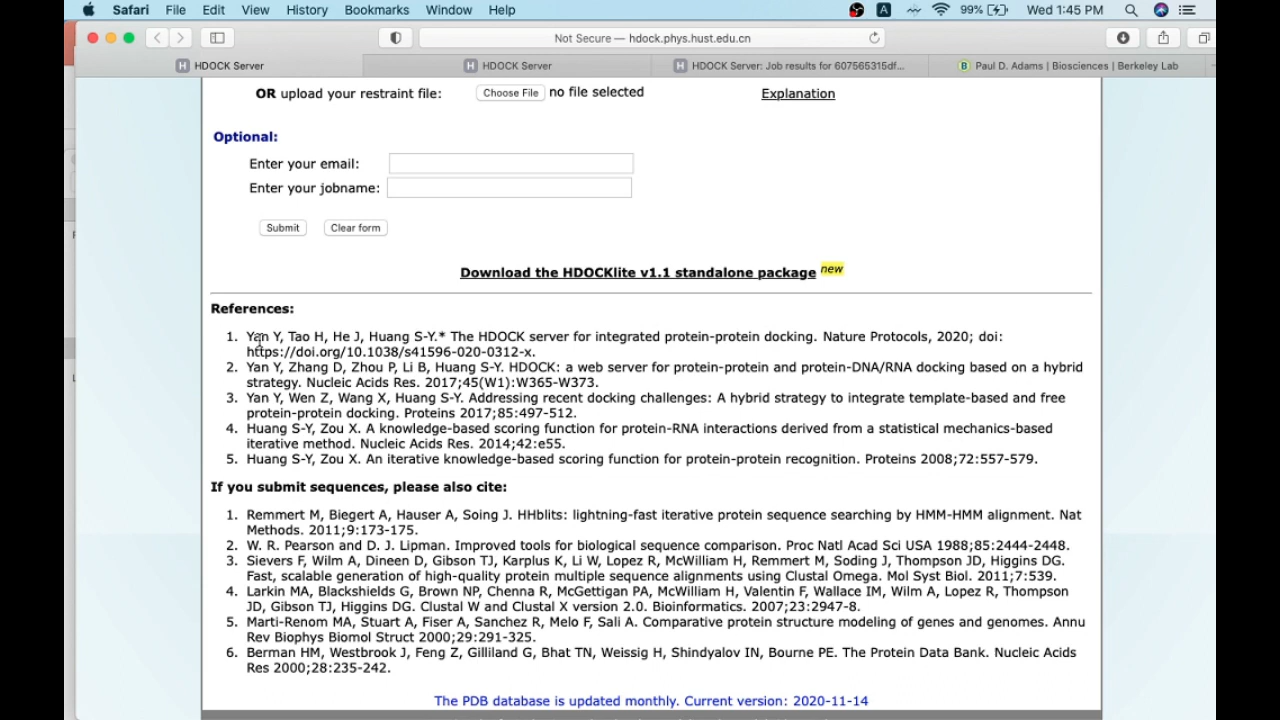 Safari File Edit View History Bookmarks Window Help A 99% Wed 1:45 PM
Not Secure — hdock.phys.hust.edu.cn
H HDOCK Server H HDOCK Server H HDOCK Server: Job results for 607565315df... B Paul D. Adams | Biosciences | Berkeley Lab
OR upload your restraint file: Choose File no file selected Explanation
Optional:
Enter your email:
Enter your jobname:
Submit Clear form
Download the HDOCKlite v1.1 standalone package new
References:
1. Yan Y, Tao H, He J, Huang S-Y.* The HDOCK server for integrated protein-protein docking. Nature Protocols, 2020; doi:
https://doi.org/10.1038/s41596-020-0312-x.
2. Yan Y, Zhang D, Zhou P, Li B, Huang S-Y. HDOCK: a web server for protein-protein and protein-DNA/RNA docking based on a hybrid
strategy. Nucleic Acids Res. 2017;45(W1):W365-W373.
3. Yan Y, Wen Z, Wang X, Huang S-Y. Addressing recent docking challenges: A hybrid strategy to integrate template-based and free
protein-protein docking. Proteins 2017;85:497-512.
4. Huang S-Y, Zou X. A knowledge-based scoring function for protein-RNA interactions derived from a statistical mechanics-based
iterative method. Nucleic Acids Res. 2014;42:e55.
5. Huang S-Y, Zou X. An iterative knowledge-based scoring function for protein-protein recognition. Proteins 2008;72:557-579.
If you submit sequences, please also cite:
1. Remmert M, Biegert A, Hauser A, Soing J. HHblits: lightning-fast iterative protein sequence searching by HMM-HMM alignment. Nat
Methods. 2011;9:173-175.
2. W. R. Pearson and D. J. Lipman. Improved tools for biological sequence comparison. Proc Natl Acad Sci USA 1988;85:2444-2448.
3. Sievers F, Wilm A, Dineen D, Gibson TJ, Karplus K, Li W, Lopez R, McWilliam H, Remmert M, Soding J, Thompson JD, Higgins DG.
Fast, scalable generation of high-quality protein multiple sequence alignments using Clustal Omega. Mol Syst Biol. 2011;7:539.
4. Larkin MA, Blackshields G, Brown NP, Chenna R, McGettigan PA, McWilliam H, Valentin F, Wallace IM, Wilm A, Lopez R, Thompson
JD, Gibson TJ, Higgins DG. Clustal W and Clustal X version 2.0. Bioinformatics. 2007;23:2947-8.
5. Marti-Renom MA, Stuart A, Fiser A, Sanchez R, Melo F, Sali A. Comparative protein structure modeling of genes and genomes. Annu
Rev Biophys Biomol Struct 2000;29:291-325.
6. Berman HM, Westbrook J, Feng Z, Gilliland G, Bhat TN, Weissig H, Shindyalov IN, Bourne PE. The Protein Data Bank. Nucleic Acids
Res 2000;28:235-242.
The PDB database is updated monthly. Current version: 2020-11-14